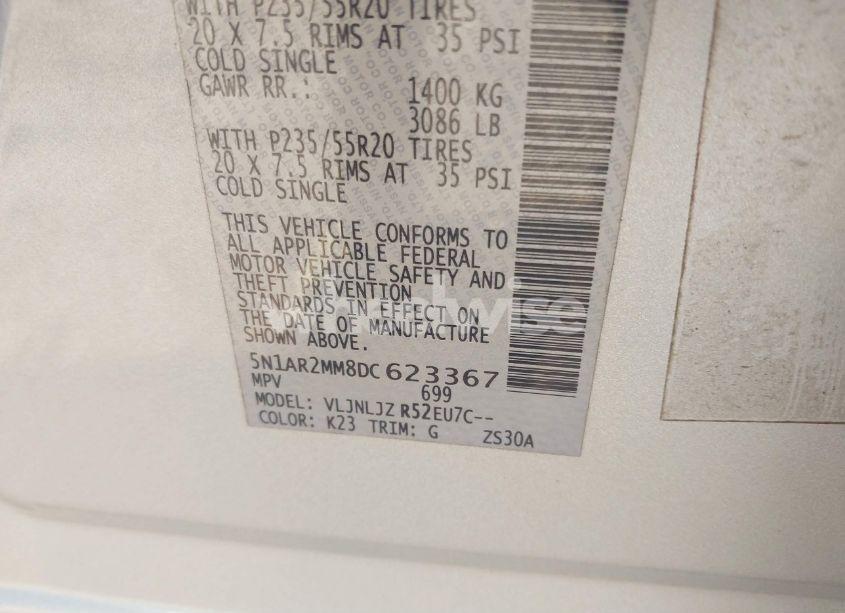 WITH P235/55R20 TIRES
20 X 7.5 RIMS AT 35 PSI
COLD SINGLE
GAWR RR.: 1400 KG
3086 LB
WITH P235/55R20 TIRES
20 X 7.5 RIMS AT 35 PSI
COLD SINGLE
THIS VEHICLE CONFORMS TO
ALL APPLICABLE FEDERAL
MOTOR VEHICLE SAFETY AND
THEFT PREVENTION
STANDARDS IN EFFECT ON
THE DATE OF MANUFACTURE
SHOWN ABOVE.
5N1AR2MM8DC623367
MPV 699
MODEL: VLJNLJZ R52EU7C--
COLOR: K23 TRIM: G ZS30A